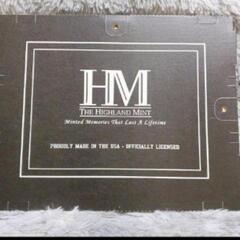 HM
THE HIGHLAND MINT
Minted Memories That Last A Lifetime
PROUDLY MADE IN THE USA - OFFICIALLY LICENSED